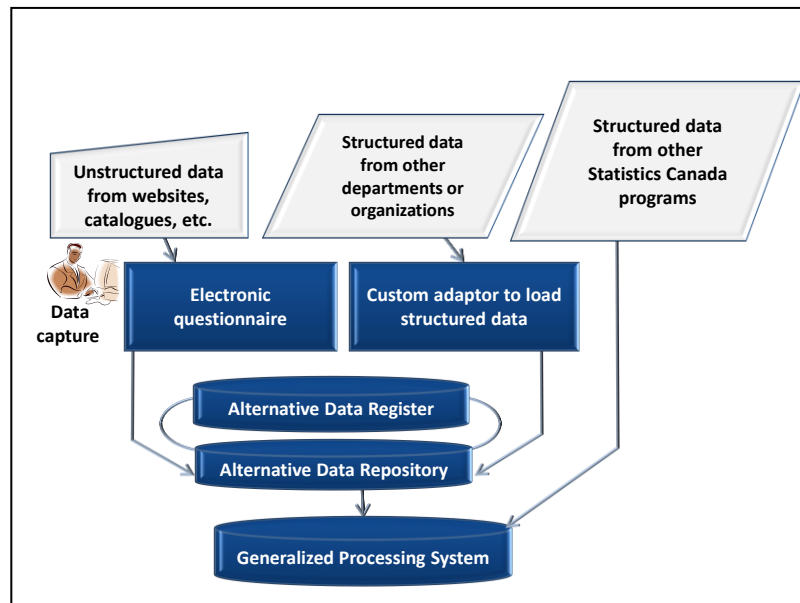 Unstructured data
from websites,
catalogues, etc.
Structured data
from other
departments or
organizations
Structured data
from other
Statistics Canada
programs
Data
capture
Electronic
questionnaire
Custom adaptor to load
structured data
Alternative Data Register
Alternative Data Repository
Generalized Processing System